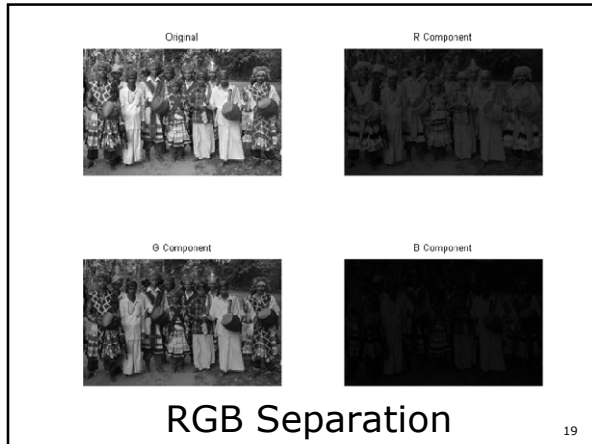 Original
R Component
G Component
B Component
RGB Separation
19